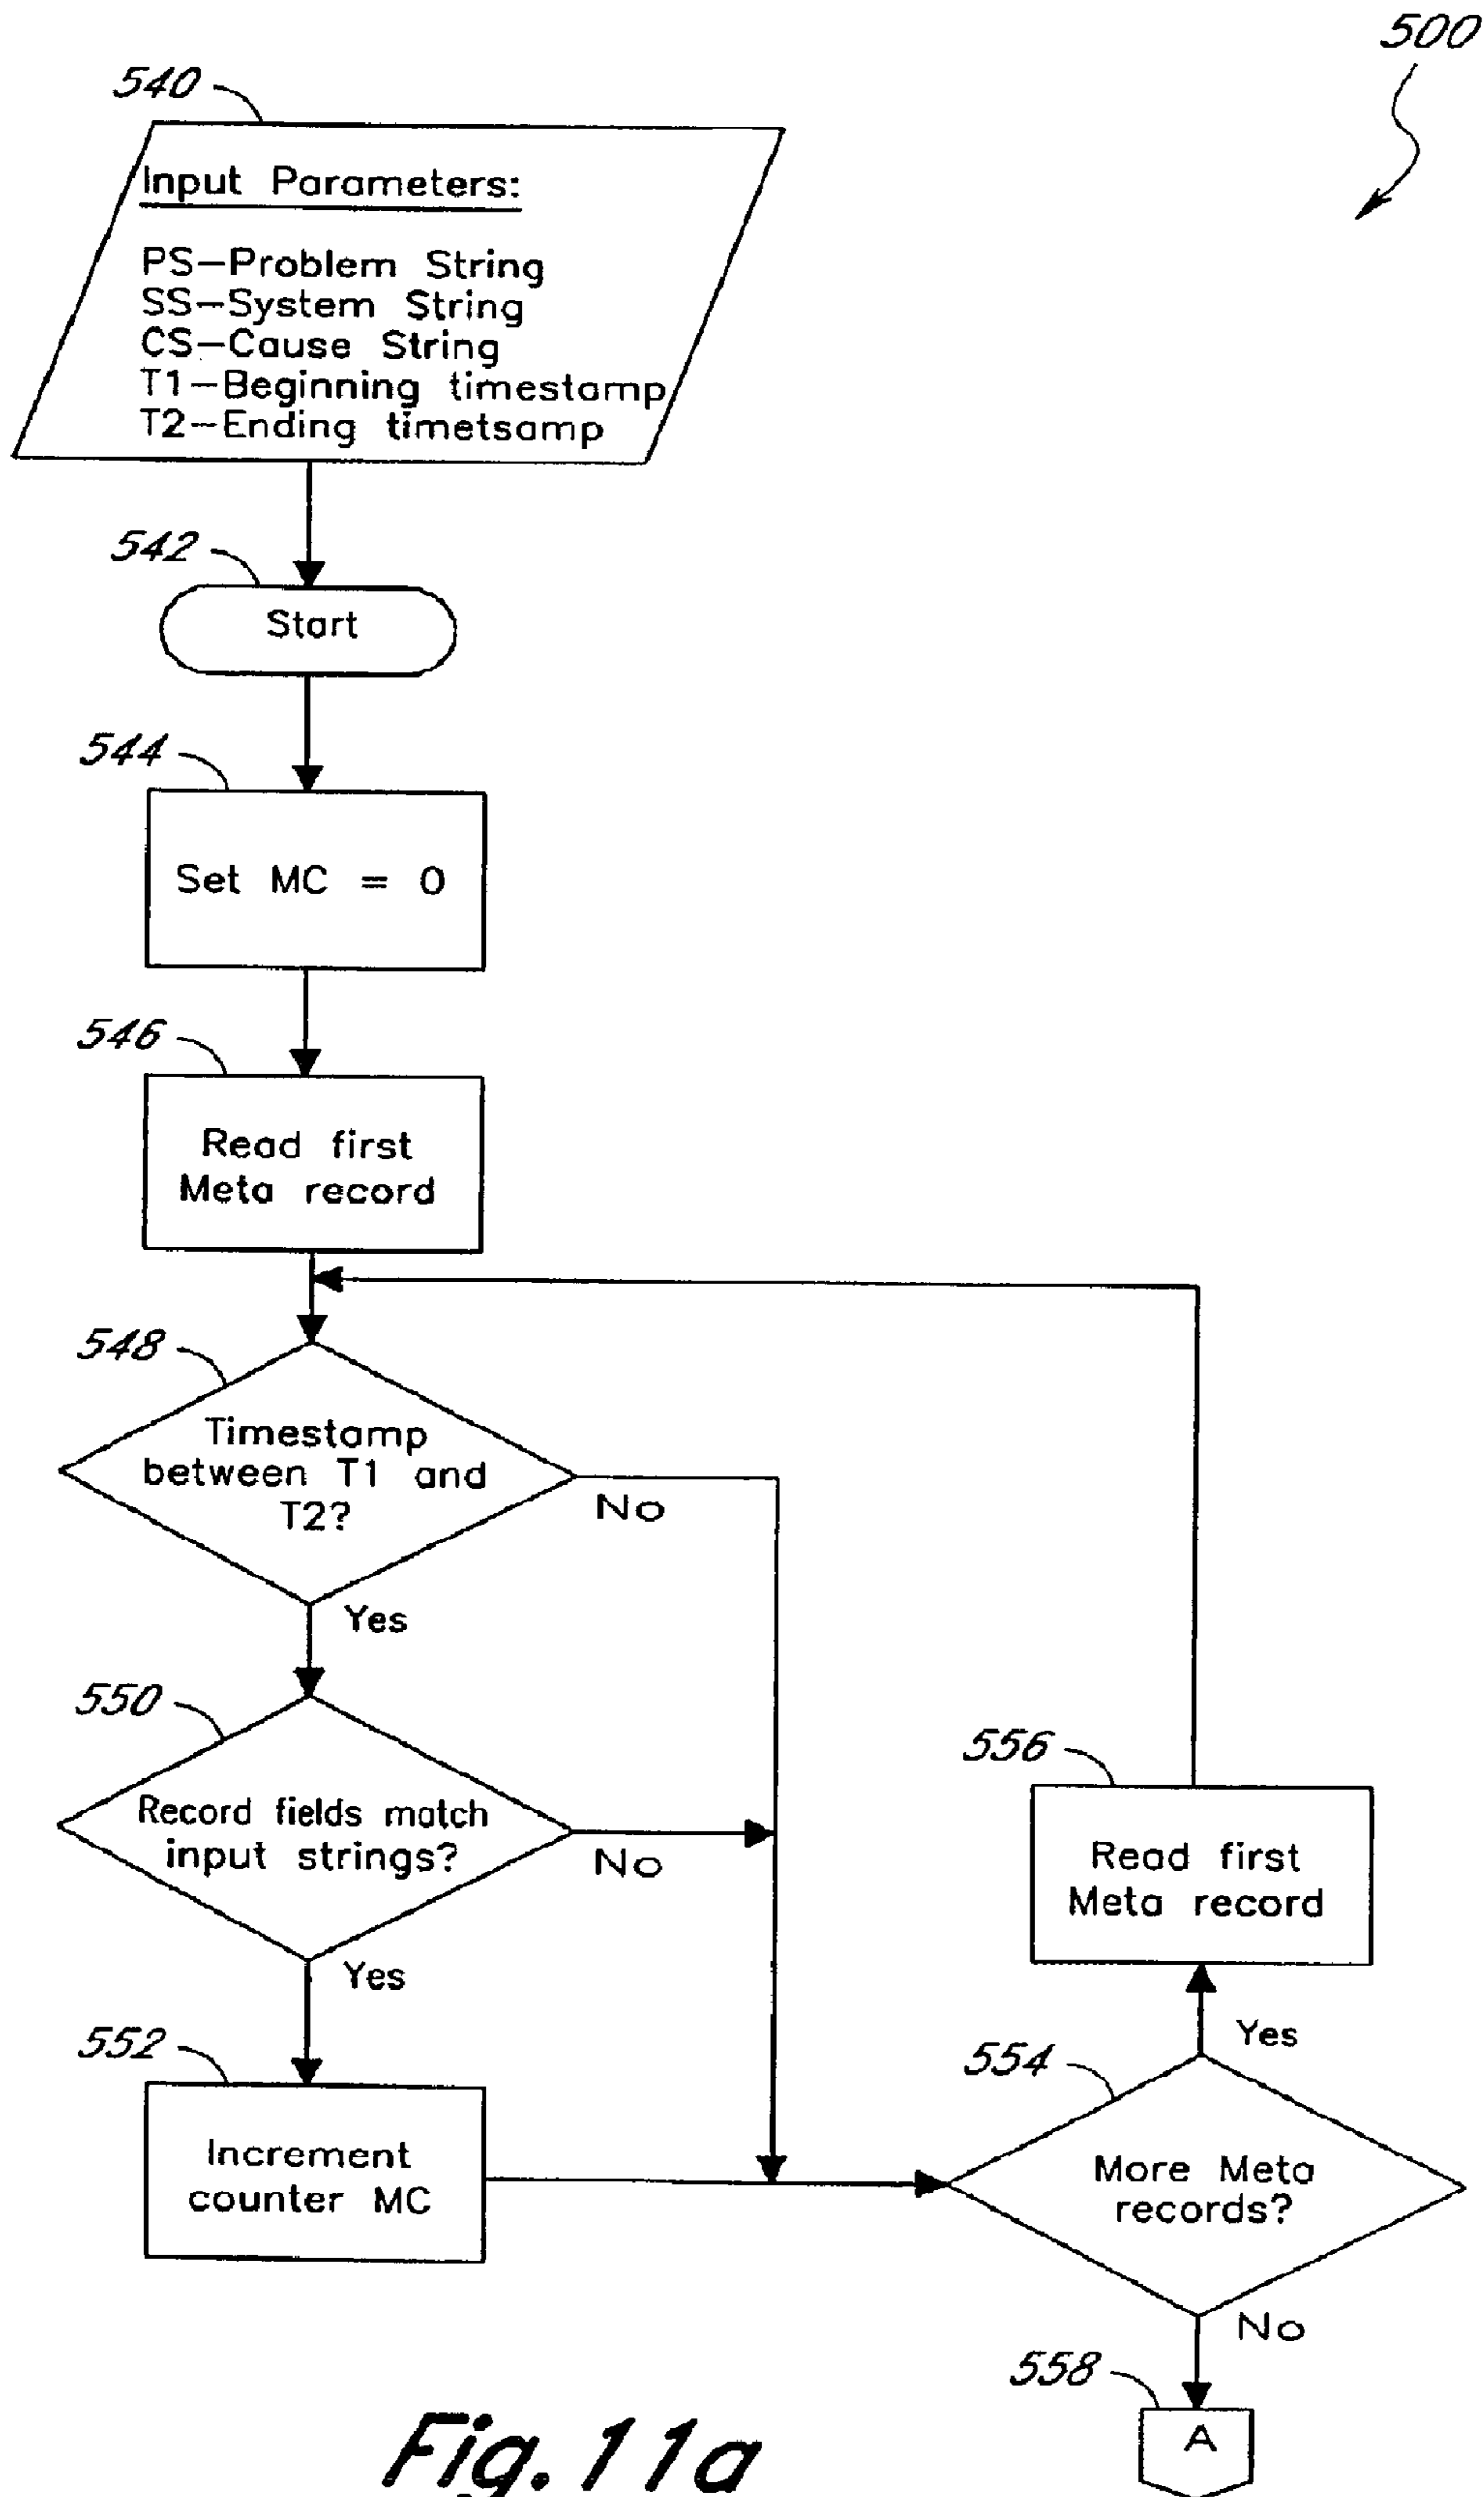 500
540
Input Parameters:
PS-Problem String
SS-System String
CS-Cause String
T1-Beginning timestamp
T2-Ending timetsamp
542
Start
544
Set MC = 0
546
Read first
Meta record
548
Timestamp
between T1 and
T2?
No
Yes
550
Record fields match
input strings?
No
Yes
552
Increment
counter MC
556
Read first
Meta record
Yes
554
More Meta
records?
No
558
A
Fig. 11a